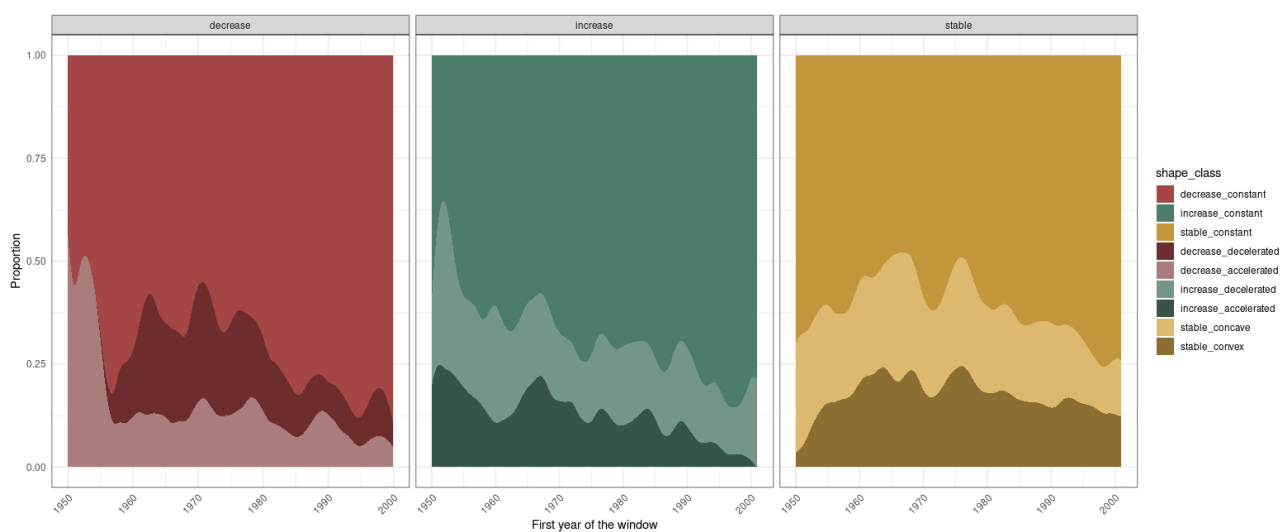 decrease
increase
stable
Proportion
1.00
0.75
0.50
0.25
0.00
1950
1960
1970
1980
1990
2000
1950
1960
1970
1980
1990
2000
1950
1960
1970
1980
1990
2000
First year of the window
shape_class
decrease_constant
increase_constant
stable_constant
decrease_decelerated
decrease_accelerated
increase_decelerated
increase_accelerated
stable_concave
stable_convex